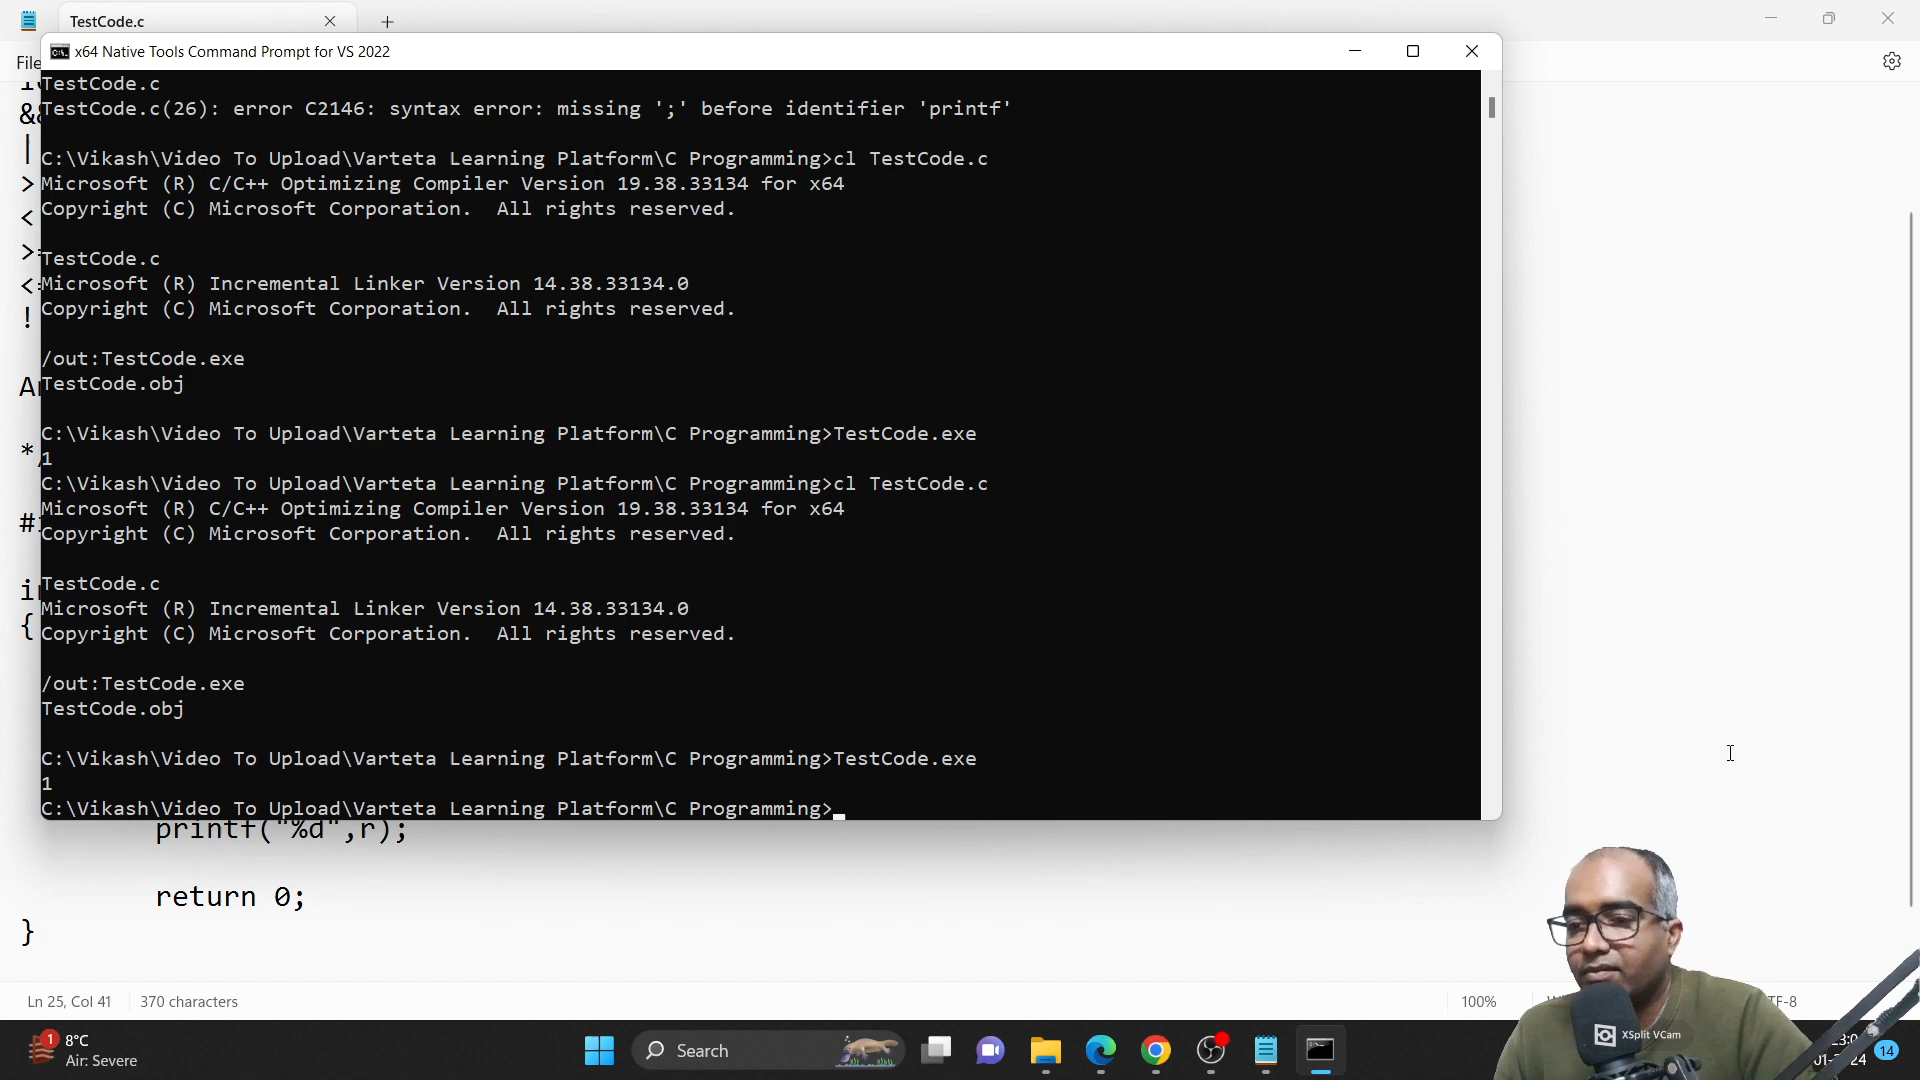 TestCode.c
x64 Native Tools Command Prompt for VS 2022
File
TestCode.c
TestCode.c(26): error C2146: syntax error: missing ';' before identifier 'printf'
&&
|
C:\Vikash\Video To Upload\Varteta Learning Platform\C Programming>cl TestCode.c
>
Microsoft (R) C/C++ Optimizing Compiler Version 19.38.33134 for x64
<
Copyright (C) Microsoft Corporation.  All rights reserved.
>=
TestCode.c
<=
Microsoft (R) Incremental Linker Version 14.38.33134.0
!
Copyright (C) Microsoft Corporation.  All rights reserved.
/out:TestCode.exe
TestCode.obj
C:\Vikash\Video To Upload\Varteta Learning Platform\C Programming>TestCode.exe
*/
1
C:\Vikash\Video To Upload\Varteta Learning Platform\C Programming>cl TestCode.c
Microsoft (R) C/C++ Optimizing Compiler Version 19.38.33134 for x64
Copyright (C) Microsoft Corporation.  All rights reserved.
TestCode.c
Microsoft (R) Incremental Linker Version 14.38.33134.0
{
Copyright (C) Microsoft Corporation.  All rights reserved.
/out:TestCode.exe
TestCode.obj
C:\Vikash\Video To Upload\Varteta Learning Platform\C Programming>TestCode.exe
1
C:\Vikash\Video To Upload\Varteta Learning Platform\C Programming>
printf("%d",r);
return 0;
}
Ln 25, Col 41
370 characters
100%
TF-8
1
8°C
Air: Severe
Search
XSplit VCam
14